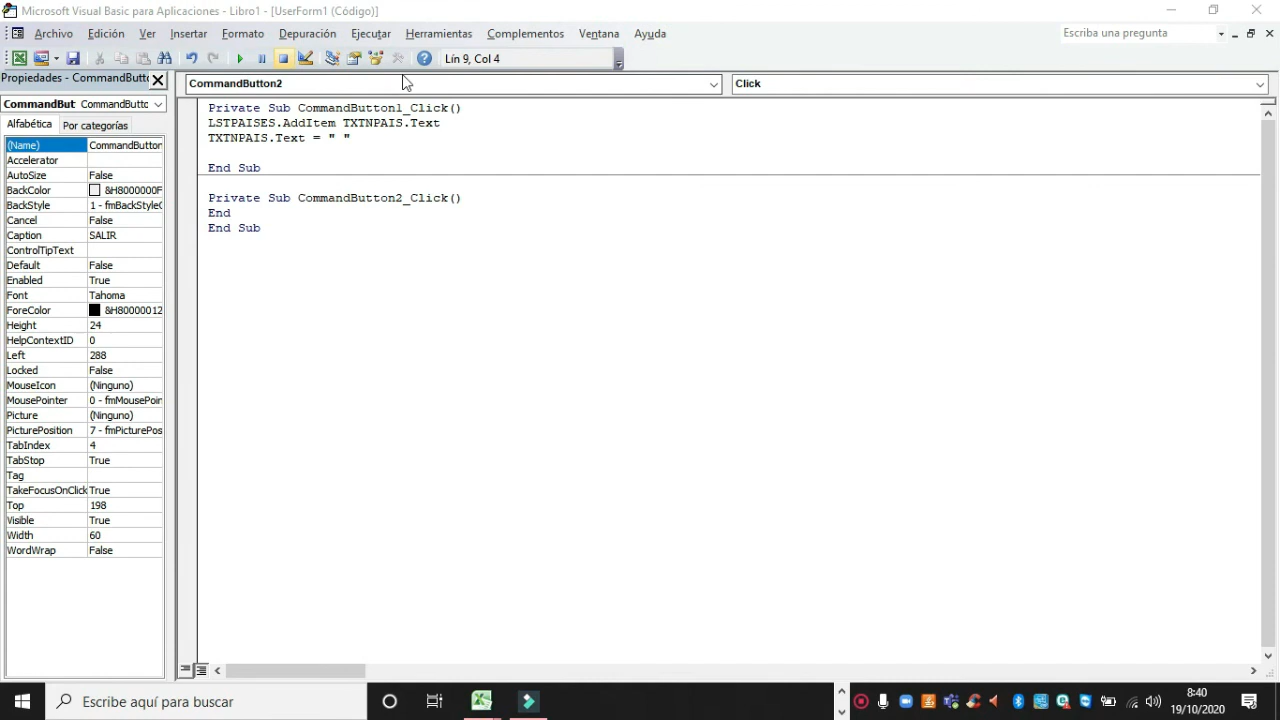 Microsoft Visual Basic para Aplicaciones - Libro1 - [UserForm1 (Código)]
Archivo Edición Ver Insertar Formato Depuración Ejecutar Herramientas Complementos Ventana Ayuda
Escriba una pregunta
Lín 9, Col 4
Propiedades - CommandButto
CommandBut CommandButto
Alfabética Por categorías
CommandButton2
Click
(Name) CommandButton
Accelerator
AutoSize False
BackColor &H8000000F
BackStyle 1 - fmBackStyleO
Cancel False
Caption SALIR
ControlTipText
Default False
Enabled True
Font Tahoma
ForeColor &H80000012
Height 24
HelpContextID 0
Left 288
Locked False
MouseIcon (Ninguno)
MousePointer 0 - fmMousePoin
Picture (Ninguno)
PicturePosition 7 - fmPicturePos
TabIndex 4
TabStop True
Tag
TakeFocusOnClick True
Top 198
Visible True
Width 60
WordWrap False
Private Sub CommandButton1_Click()
LSTPAISES.AddItem TXTNPAIS.Text
TXTNPAIS.Text = " "
End Sub
Private Sub CommandButton2_Click()
End
End Sub
Escribe aquí para buscar
8:40
19/10/2020